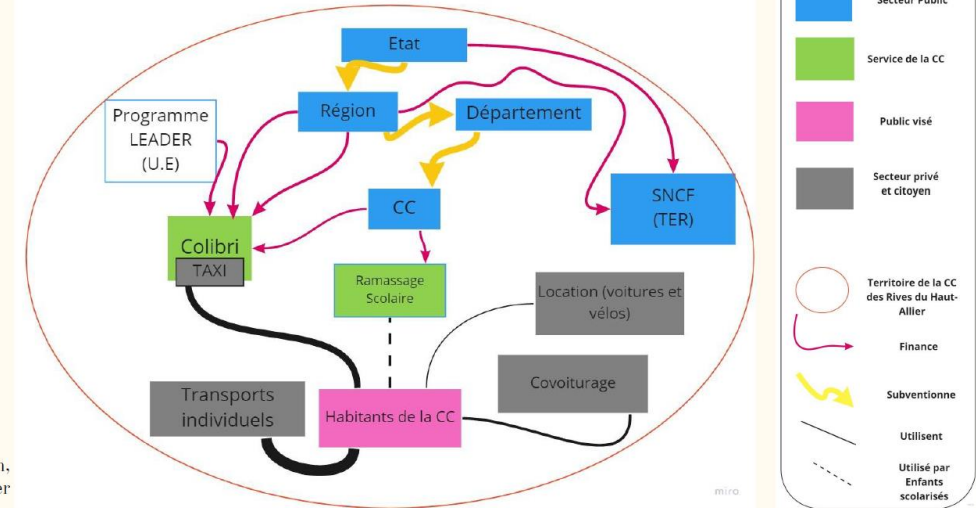 Etat
Région
Département
Programme
LEADER
(U.E)
CC
SNCF
(TER)
Colibri
TAXI
Ramassage
Scolaire
Location (voitures et
vélos)
Covoiturage
Transports
individuels
Habitants de la CC
miro
Secteur Public
Service de la CC
Public visé
Secteur privé
et citoyen
Territoire de la CC
des Rives du Haut-
Allier
Finance
Subventionne
Utilisent
Utilisé par
Enfants
scolarisés